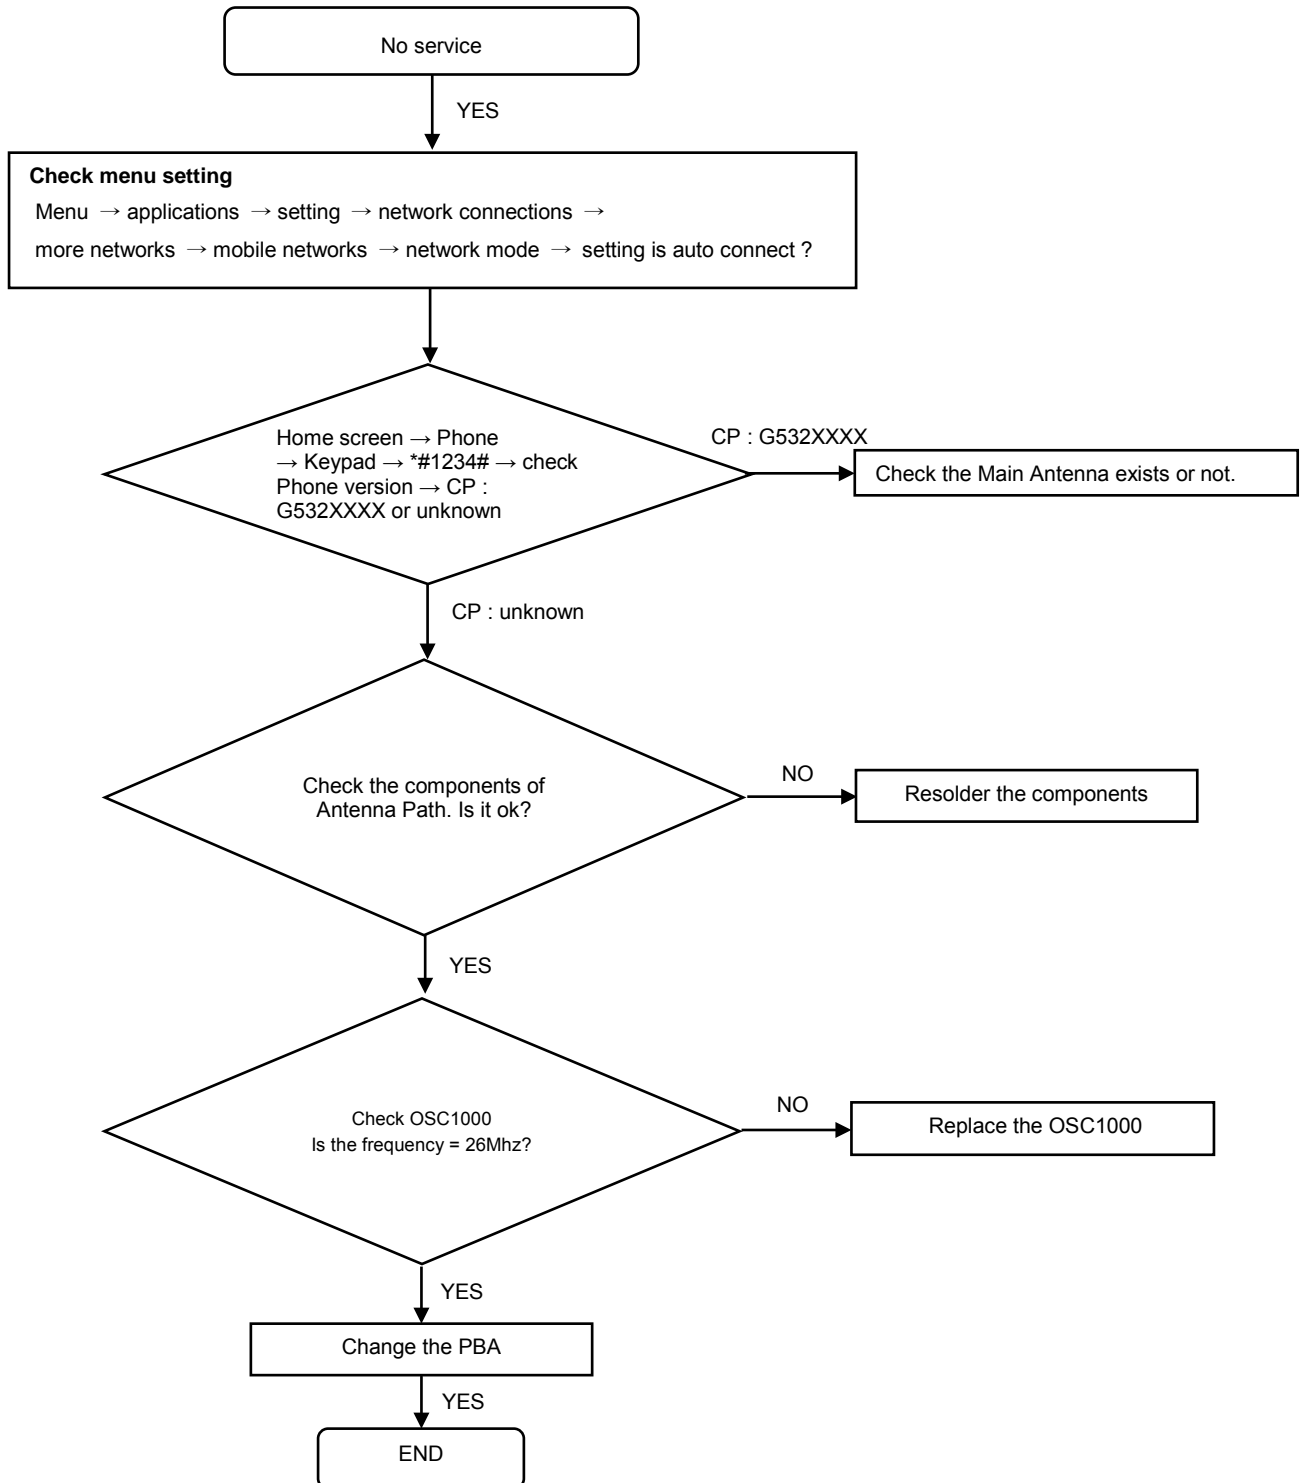 No service
YES
Check menu setting
Menu → applications → setting → network connections →
more networks → mobile networks → network mode → setting is auto connect ?
Home screen → Phone
→ Keypad → *#1234# → check
Phone version → CP :
G532XXXX or unknown
CP : G532XXXX
Check the Main Antenna exists or not.
CP : unknown
Check the components of
Antenna Path. Is it ok?
NO
Resolder the components
YES
Check OSC1000
Is the frequency = 26Mhz?
NO
Replace the OSC1000
YES
Change the PBA
YES
END